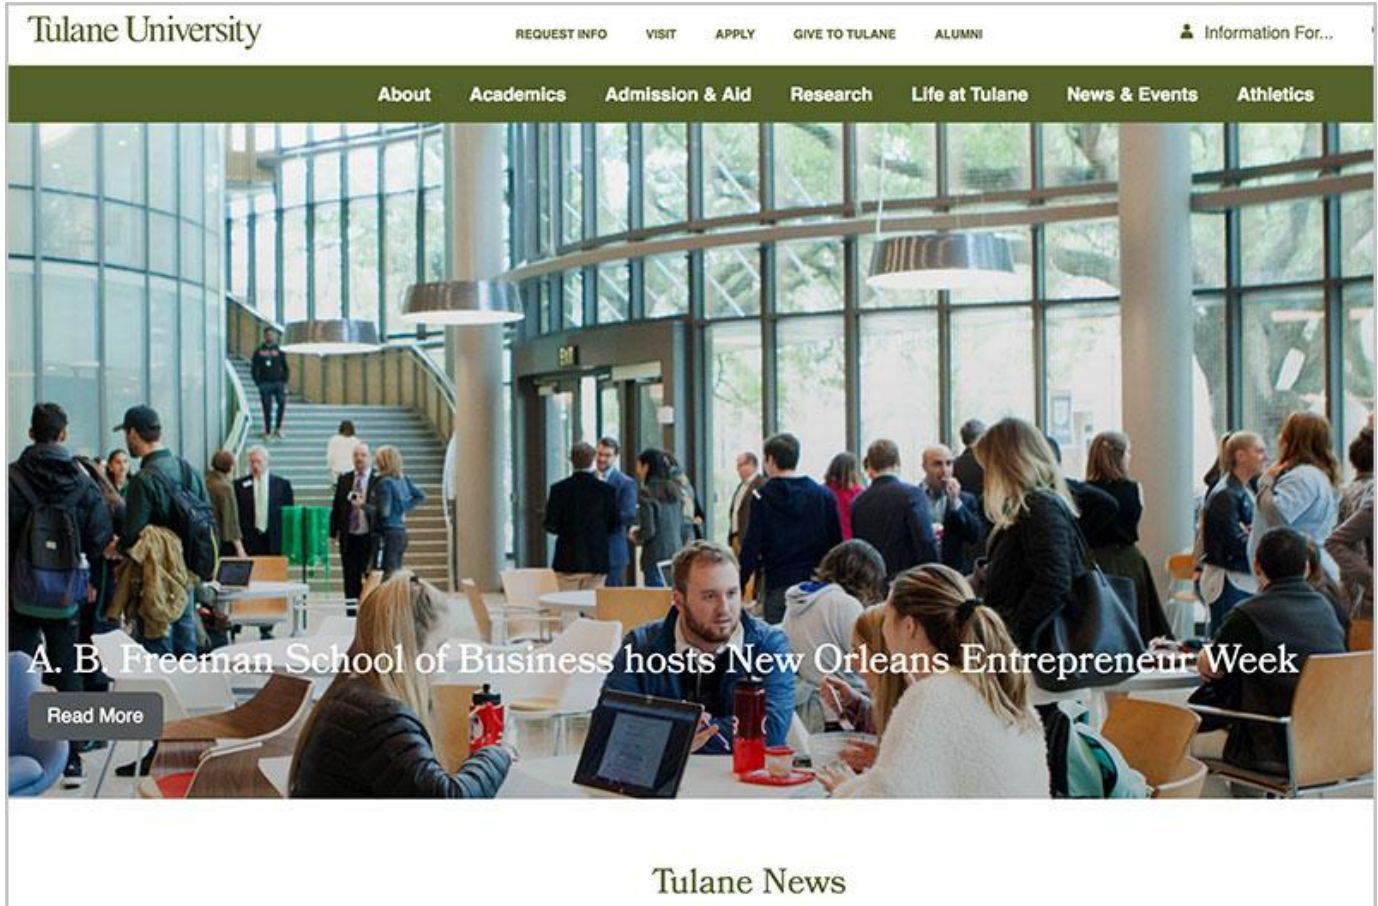 Tulane University
REQUEST INFO VISIT APPLY GIVE TO TULANE ALUMNI
Information For...
About Academics Admission & Aid Research Life at Tulane News & Events Athletics
EXIT
A. B. Freeman School of Business hosts New Orleans Entrepreneur Week
Read More
Tulane News